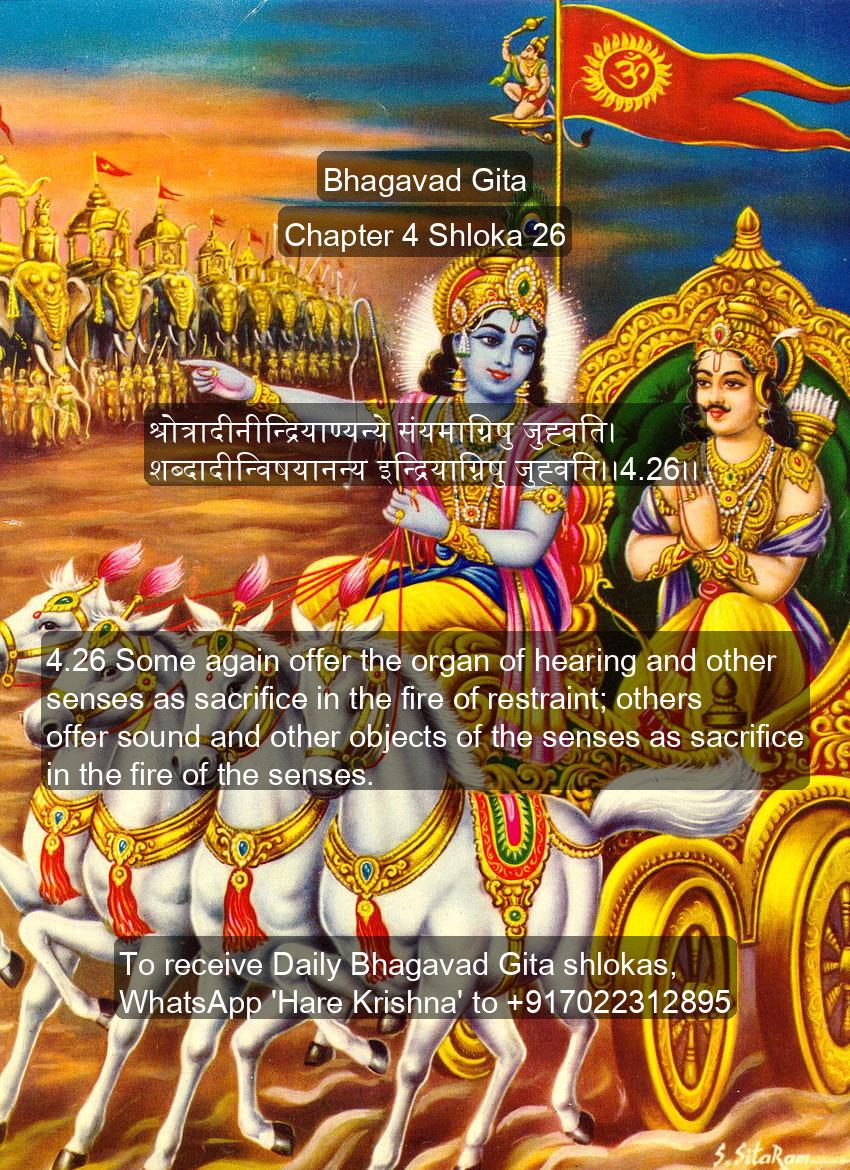 ॐ
Bhagavad Gita
Chapter 4 Shloka 26
श्रोत्रादीनीन्द्रियाण्यन्ये संयमाग्निषु जुह्वति।
शब्दादीन्विषयानन्य इन्द्रियाग्निषु जुह्वति।।4.26।।
4.26 Some again offer the organ of hearing and other
senses as sacrifice in the fire of restraint; others
offer sound and other objects of the senses as sacrifice
in the fire of the senses.
To receive Daily Bhagavad Gita shlokas,
WhatsApp 'Hare Krishna' to +917022312895
S. SitaRam